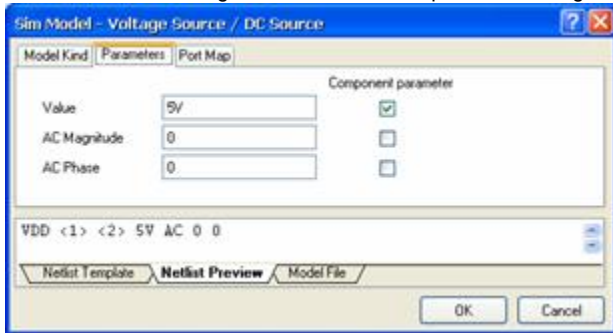 Sim Model - Voltage Source / DC Source
Model Kind Parameters Port Map
Component parameter
Value 5V
AC Magnitude 0
AC Phase 0
VDD <1> <2> 5V AC 0 0
Netlist Template Netlist Preview Model File
OK Cancel